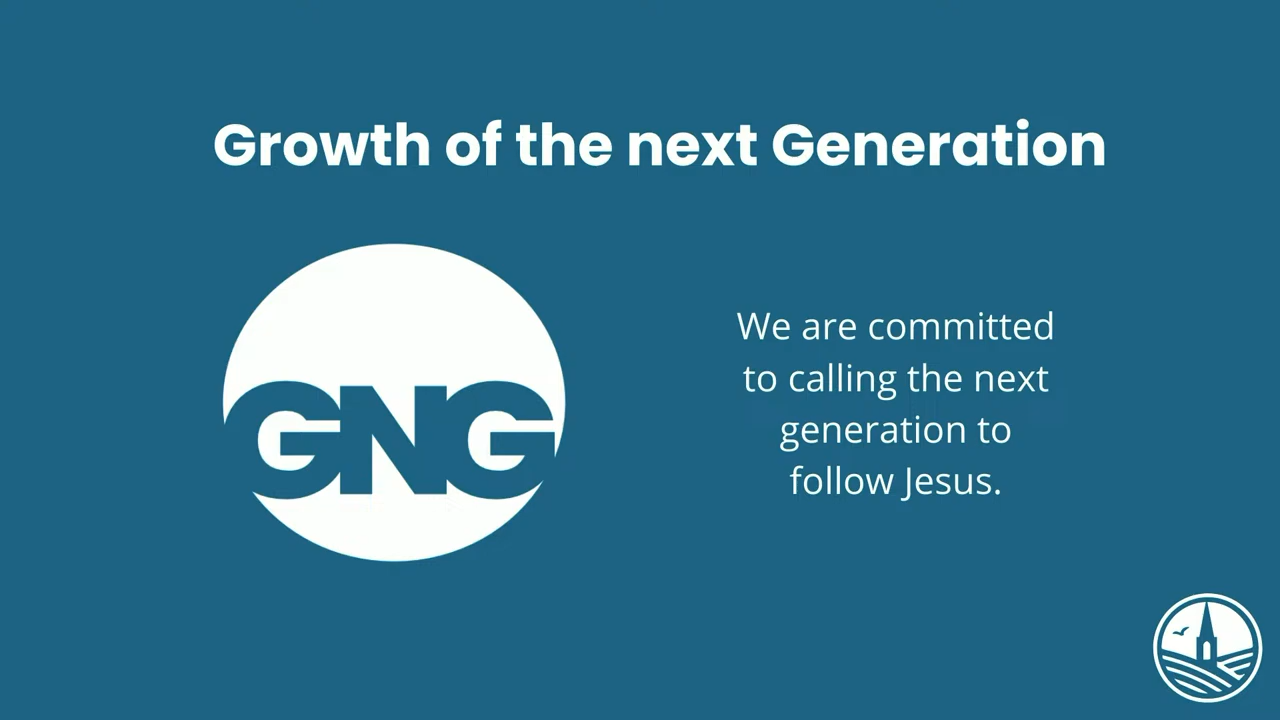 Growth of the next Generation
GNG
We are committed
to calling the next
generation to
follow Jesus.